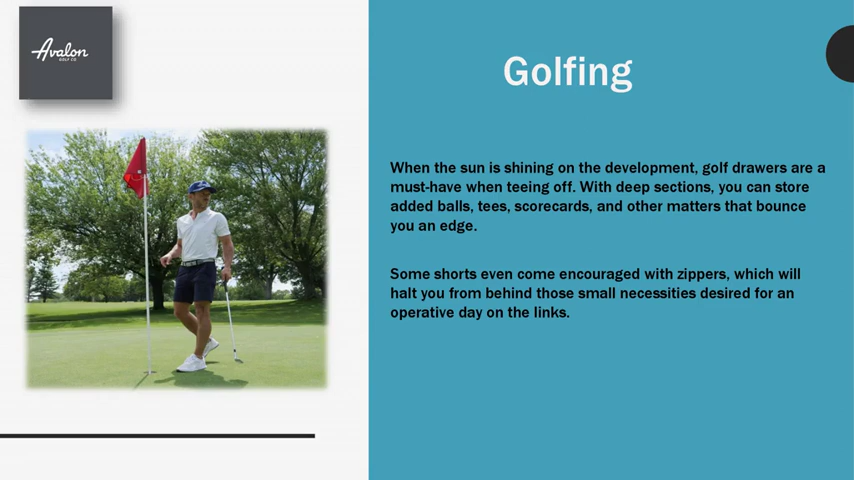 Avalon
GOLF CO
Golfing
When the sun is shining on the development, golf drawers are a
must-have when teeing off. With deep sections, you can store
added balls, tees, scorecards, and other matters that bounce
you an edge.
Some shorts even come encouraged with zippers, which will
halt you from behind those small necessities desired for an
operative day on the links.